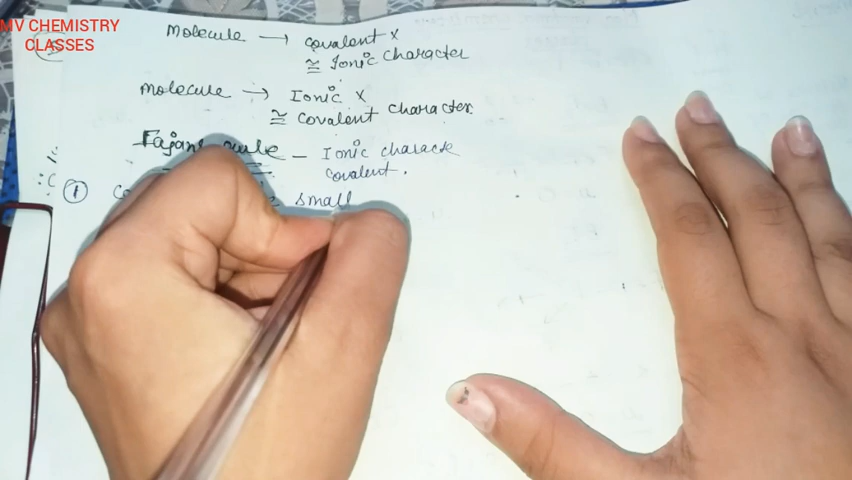 MV CHEMISTRY
CLASSES
Molecule → covalent x
≅ Ionic character
Molecule → Ionic x
≅ covalent character.
Fajans rule - Ionic characte
covalent.
① small